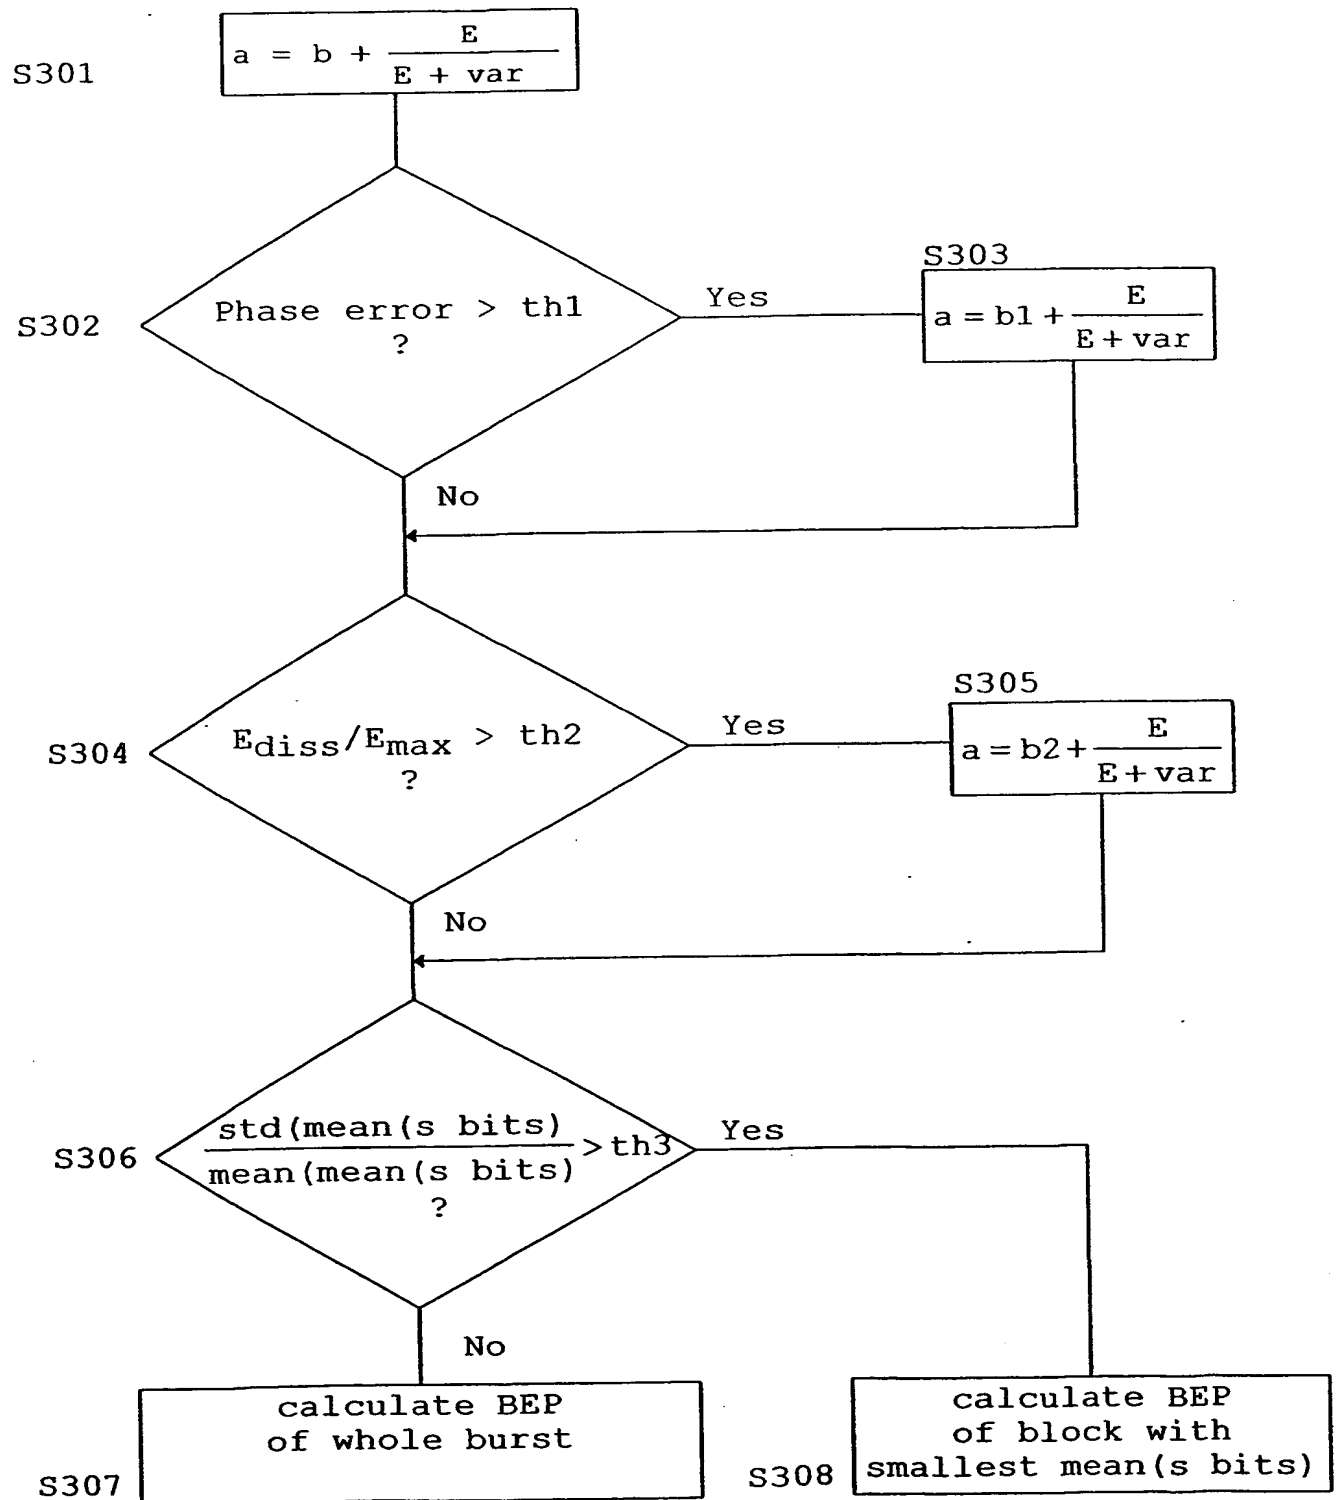 S301
a = b + E / E + var
S302
Phase error > th1
?
Yes
S303
a = b1 + E / E + var
No
S304
Ediss/Emax > th2
?
Yes
S305
a = b2 + E / E + var
No
S306
std(mean(s bits) / mean(mean(s bits) > th3
?
Yes
No
S307
calculate BEP
of whole burst
S308
calculate BEP
of block with
smallest mean(s bits)